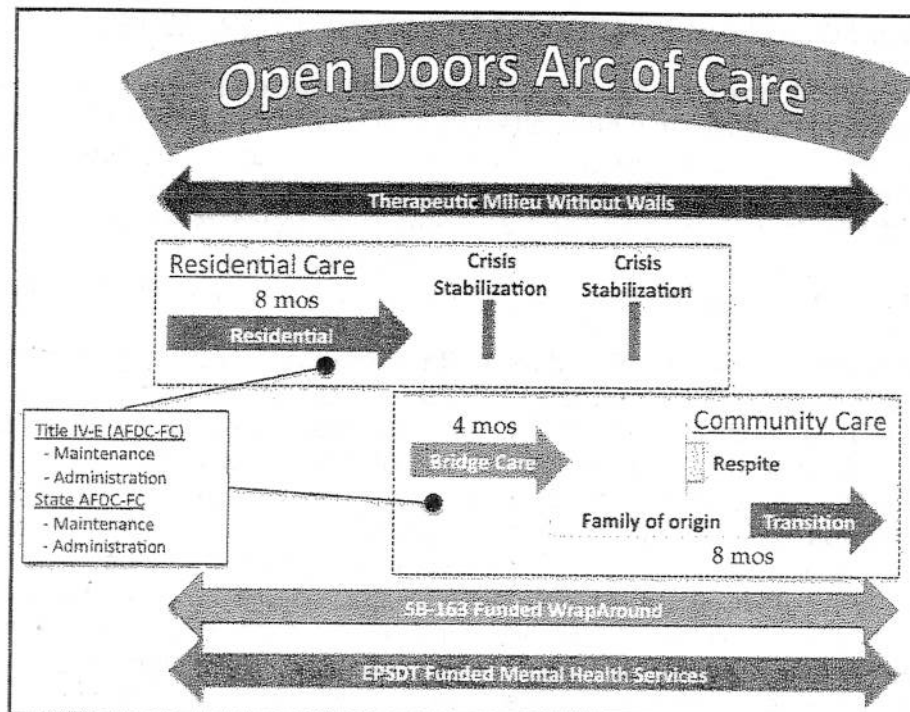 Open Doors Arc of Care
Therapeutic Milieu Without Walls
Residential Care
8 mos
Residential
Crisis
Stabilization
Crisis
Stabilization
Title IV-E (AFDC-FC)
- Maintenance
- Administration
State AFDC-FC
- Maintenance
- Administration
Community Care
4 mos
Bridge Care
Respite
Family of origin
Transition
8 mos
SB-163 Funded WrapAround
EPSDT Funded Mental Health Services